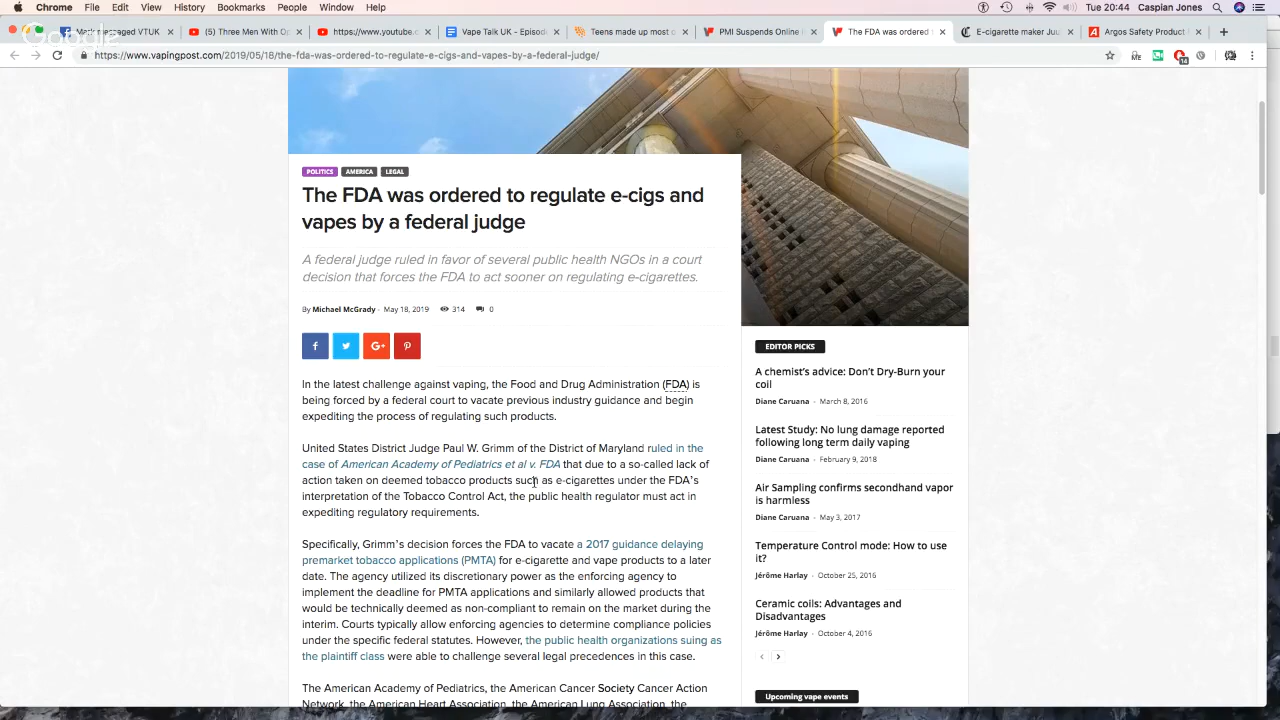 Chrome File Edit View History Bookmarks People Window Help
Tue 20:44 Caspian Jones
messaged VTUK
(5) Three Men With Op
https://www.youtube.c
Vape Talk UK - Episod
Teens made up most o
PMI Suspends Online I
The FDA was ordered
E-cigarette maker Juu
Argos Safety Product
Google
https://www.vapingpost.com/2019/05/18/the-fda-was-ordered-to-regulate-e-cigs-and-vapes-by-a-federal-judge/
ME
14
POLITICS AMERICA LEGAL
The FDA was ordered to regulate e-cigs and
vapes by a federal judge
A federal judge ruled in favor of several public health NGOs in a court
decision that forces the FDA to act sooner on regulating e-cigarettes.
By Michael McGrady - May 18, 2019 314 0
In the latest challenge against vaping, the Food and Drug Administration (FDA) is
being forced by a federal court to vacate previous industry guidance and begin
expediting the process of regulating such products.
United States District Judge Paul W. Grimm of the District of Maryland ruled in the
case of American Academy of Pediatrics et al v. FDA that due to a so-called lack of
action taken on deemed tobacco products such as e-cigarettes under the FDA's
interpretation of the Tobacco Control Act, the public health regulator must act in
expediting regulatory requirements.
Specifically, Grimm's decision forces the FDA to vacate a 2017 guidance delaying
premarket tobacco applications (PMTA) for e-cigarette and vape products to a later
date. The agency utilized its discretionary power as the enforcing agency to
implement the deadline for PMTA applications and similarly allowed products that
would be technically deemed as non-compliant to remain on the market during the
interim. Courts typically allow enforcing agencies to determine compliance policies
under the specific federal statutes. However, the public health organizations suing as
the plaintiff class were able to challenge several legal precedences in this case.
The American Academy of Pediatrics, the American Cancer Society Cancer Action
Network, the American Heart Association, the American Lung Association, the
EDITOR PICKS
A chemist's advice: Don't Dry-Burn your
coil
Diane Caruana - March 8, 2016
Latest Study: No lung damage reported
following long term daily vaping
Diane Caruana - February 9, 2018
Air Sampling confirms secondhand vapor
is harmless
Diane Caruana - May 3, 2017
Temperature Control mode: How to use
it?
Jérôme Harlay - October 25, 2016
Ceramic coils: Advantages and
Disadvantages
Jérôme Harlay - October 4, 2016
Upcoming vape events